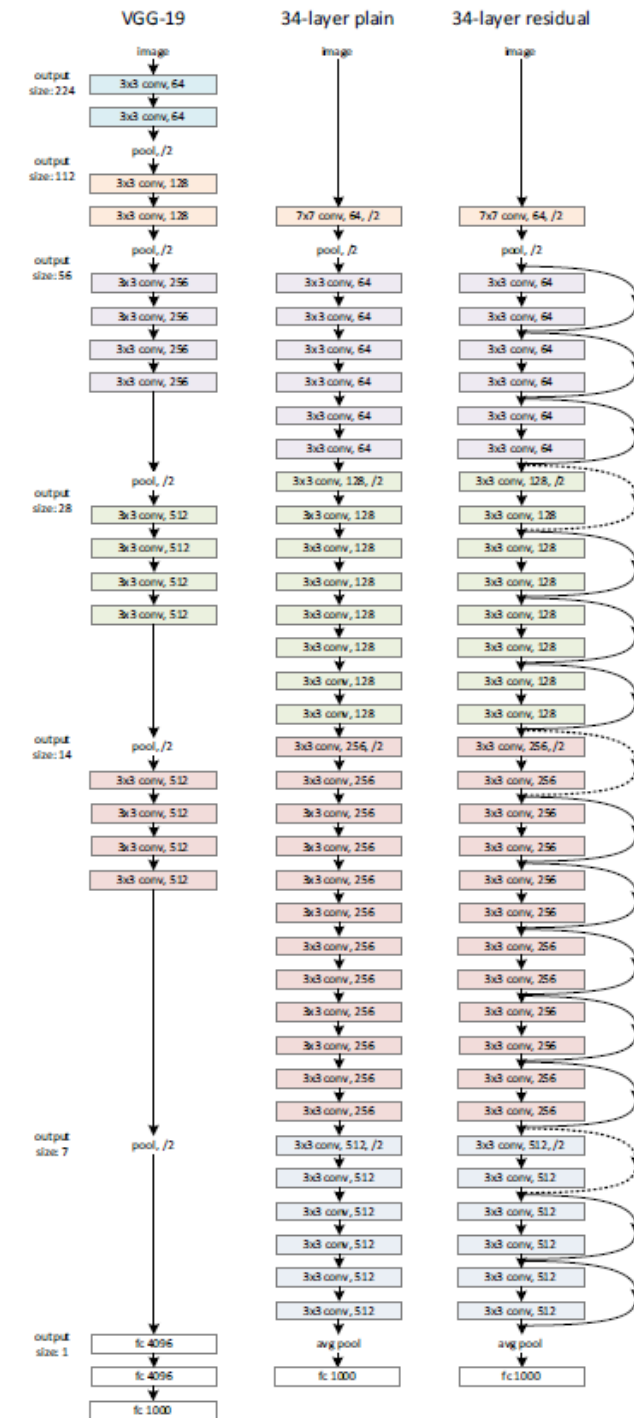 VGG-19
image
output
size: 224
3x3 conv, 64
3x3 conv, 64
pool, /2
output
size: 112
3x3 conv, 128
3x3 conv, 128
pool, /2
output
size: 56
3x3 conv, 256
3x3 conv, 256
3x3 conv, 256
3x3 conv, 256
pool, /2
output
size: 28
3x3 conv, 512
3x3 conv, 512
3x3 conv, 512
3x3 conv, 512
output
size: 14
pool, /2
3x3 conv, 512
3x3 conv, 512
3x3 conv, 512
3x3 conv, 512
output
size: 7
pool, /2
output
size: 1
fc 4096
fc 4096
fc 1000
34-layer plain
image
7x7 conv, 64, /2
pool, /2
3x3 conv, 64
3x3 conv, 64
3x3 conv, 64
3x3 conv, 64
3x3 conv, 64
3x3 conv, 64
3x3 conv, 128, /2
3x3 conv, 128
3x3 conv, 128
3x3 conv, 128
3x3 conv, 128
3x3 conv, 128
3x3 conv, 128
3x3 conv, 128
3x3 conv, 256, /2
3x3 conv, 256
3x3 conv, 256
3x3 conv, 256
3x3 conv, 256
3x3 conv, 256
3x3 conv, 256
3x3 conv, 256
3x3 conv, 256
3x3 conv, 256
3x3 conv, 256
3x3 conv, 256
3x3 conv, 512, /2
3x3 conv, 512
3x3 conv, 512
3x3 conv, 512
3x3 conv, 512
3x3 conv, 512
avg pool
fc 1000
34-layer residual
image
7x7 conv, 64, /2
pool, /2
3x3 conv, 64
3x3 conv, 64
3x3 conv, 64
3x3 conv, 64
3x3 conv, 64
3x3 conv, 64
3x3 conv, 128, /2
3x3 conv, 128
3x3 conv, 128
3x3 conv, 128
3x3 conv, 128
3x3 conv, 128
3x3 conv, 128
3x3 conv, 128
3x3 conv, 256, /2
3x3 conv, 256
3x3 conv, 256
3x3 conv, 256
3x3 conv, 256
3x3 conv, 256
3x3 conv, 256
3x3 conv, 256
3x3 conv, 256
3x3 conv, 256
3x3 conv, 256
3x3 conv, 256
3x3 conv, 512, /2
3x3 conv, 512
3x3 conv, 512
3x3 conv, 512
3x3 conv, 512
3x3 conv, 512
avg pool
fc 1000